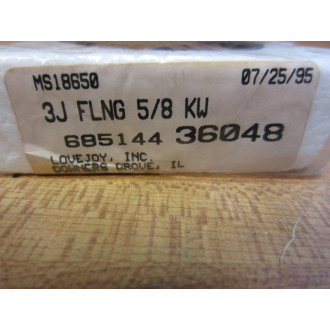 MS18650 07/25/95
3J FLNG 5/8 KW
685144 36048
LOVEJOY, INC.
DOWNERS GROVE, IL